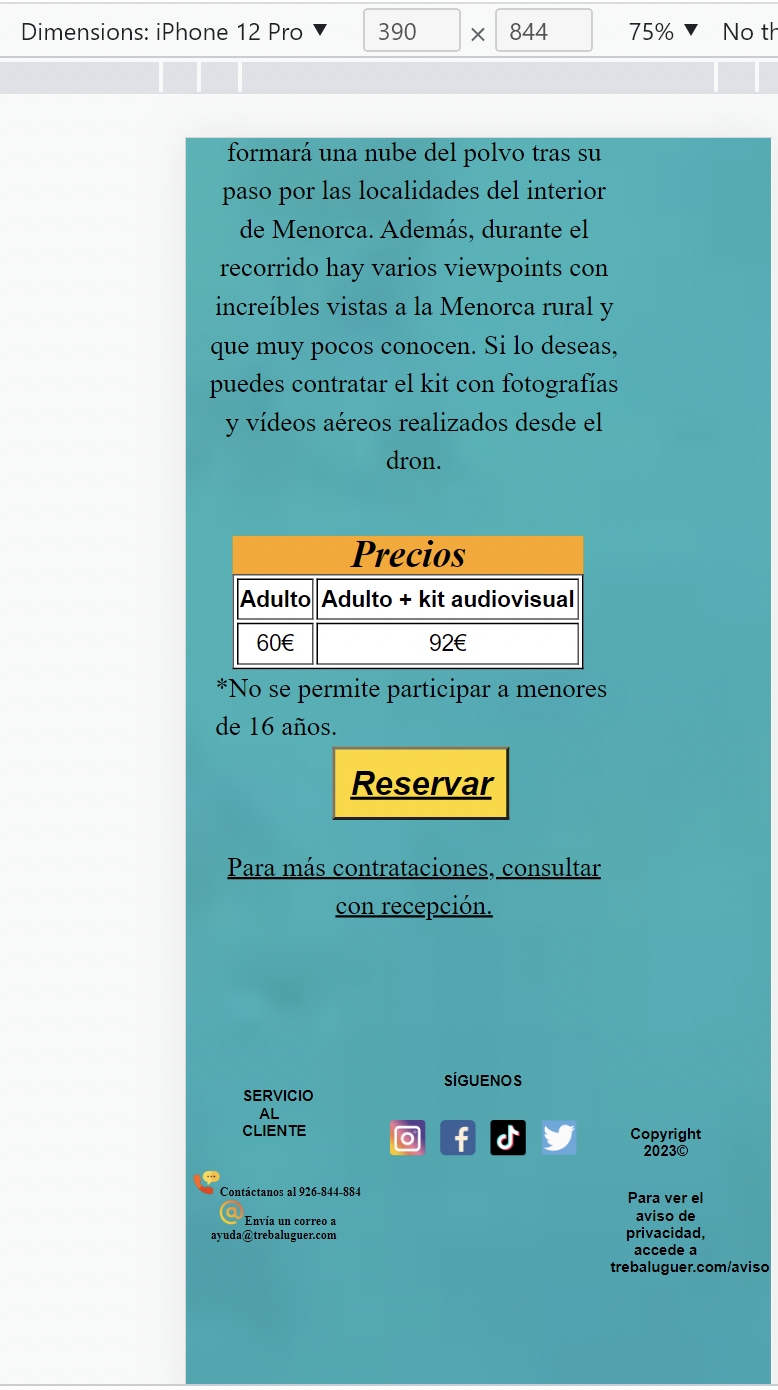 Dimensions: iPhone 12 Pro ▼ 390 × 844 75% ▼ No th
formará una nube del polvo tras su
paso por las localidades del interior
de Menorca. Además, durante el
recorrido hay varios viewpoints con
increíbles vistas a la Menorca rural y
que muy pocos conocen. Si lo deseas,
puedes contratar el kit con fotografías
y vídeos aéreos realizados desde el
dron.
Precios
Adulto Adulto + kit audiovisual
60€ 92€
*No se permite participar a menores
de 16 años.
Reservar
Para más contrataciones, consultar
con recepción.
SERVICIO
AL
CLIENTE
Contáctanos al 926-844-884
@Envía un correo a
ayuda@trebaluguer.com
SÍGUENOS
Copyright
2023©
Para ver el
aviso de
privacidad,
accede a
trebaluguer.com/aviso